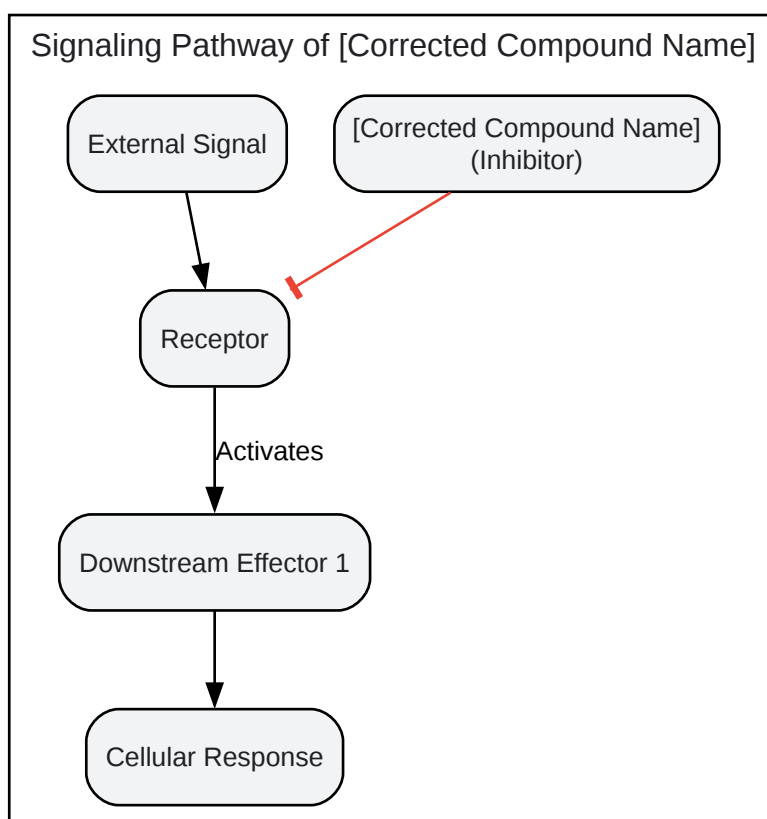 Signaling Pathway of [Corrected Compound Name]
External Signal
[Corrected Compound Name]
(Inhibitor)
Receptor
Activates
Downstream Effector 1
Cellular Response